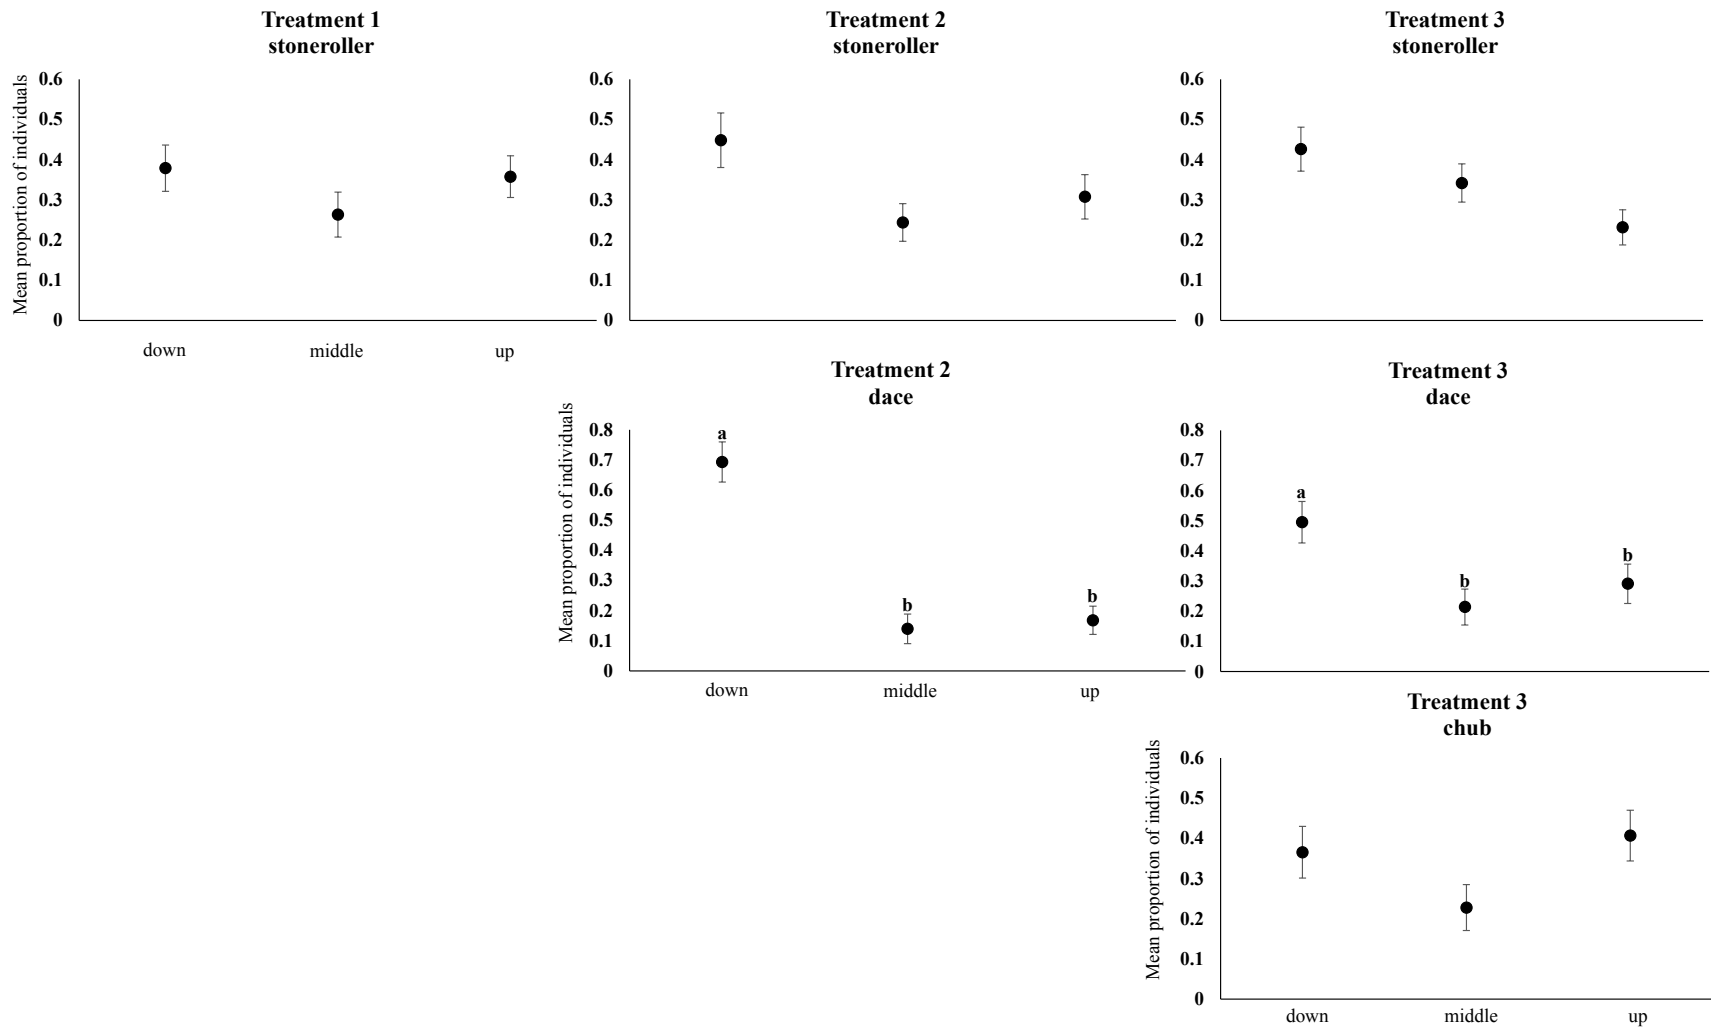 Treatment 1
stoneroller
Treatment 2
stoneroller
Treatment 3
stoneroller
Mean proportion of individuals
0.6
0.5
0.4
0.3
0.2
0.1
0
down middle up
0.6
0.5
0.4
0.3
0.2
0.1
0
0.6
0.5
0.4
0.3
0.2
0.1
0
Treatment 2
dace
Mean proportion of individuals
0.8
0.7
0.6
0.5
0.4
0.3
0.2
0.1
0
a
b
b
down middle up
Treatment 3
dace
0.8
0.7
0.6
0.5
0.4
0.3
0.2
0.1
0
a
b
b
Treatment 3
chub
Mean proportion of individuals
0.6
0.5
0.4
0.3
0.2
0.1
0
down middle up